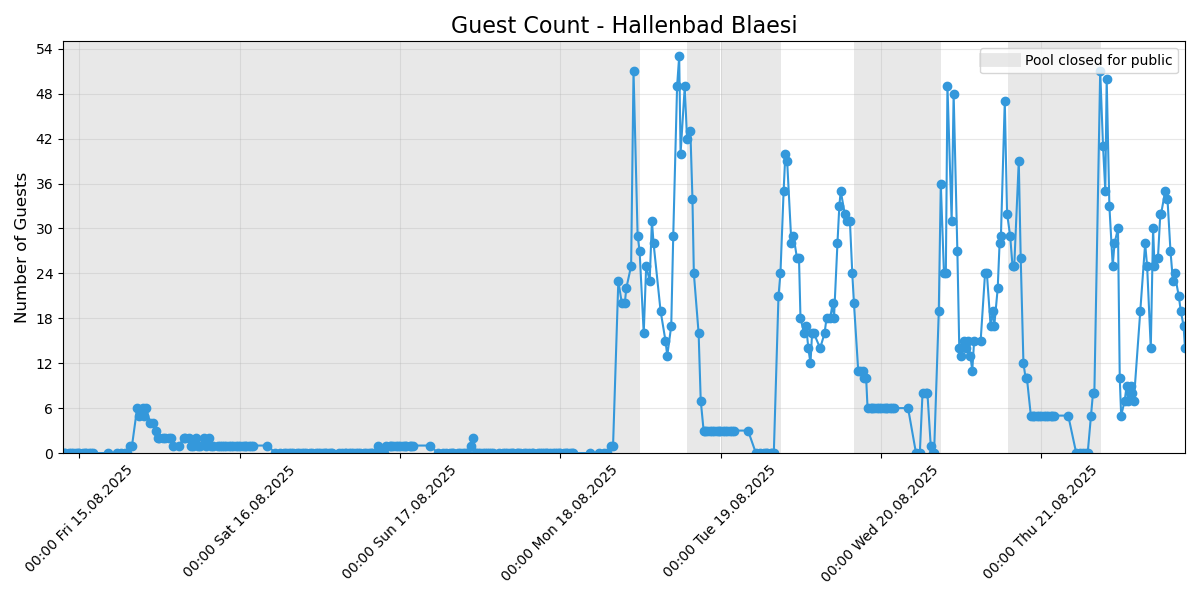 Guest Count - Hallenbad Blaesi
Pool closed for public
Number of Guests
54
48
42
36
30
24
18
12
6
0
00:00 Fri 15.08.2025
00:00 Sat 16.08.2025
00:00 Sun 17.08.2025
00:00 Mon 18.08.2025
00:00 Tue 19.08.2025
00:00 Wed 20.08.2025
00:00 Thu 21.08.2025